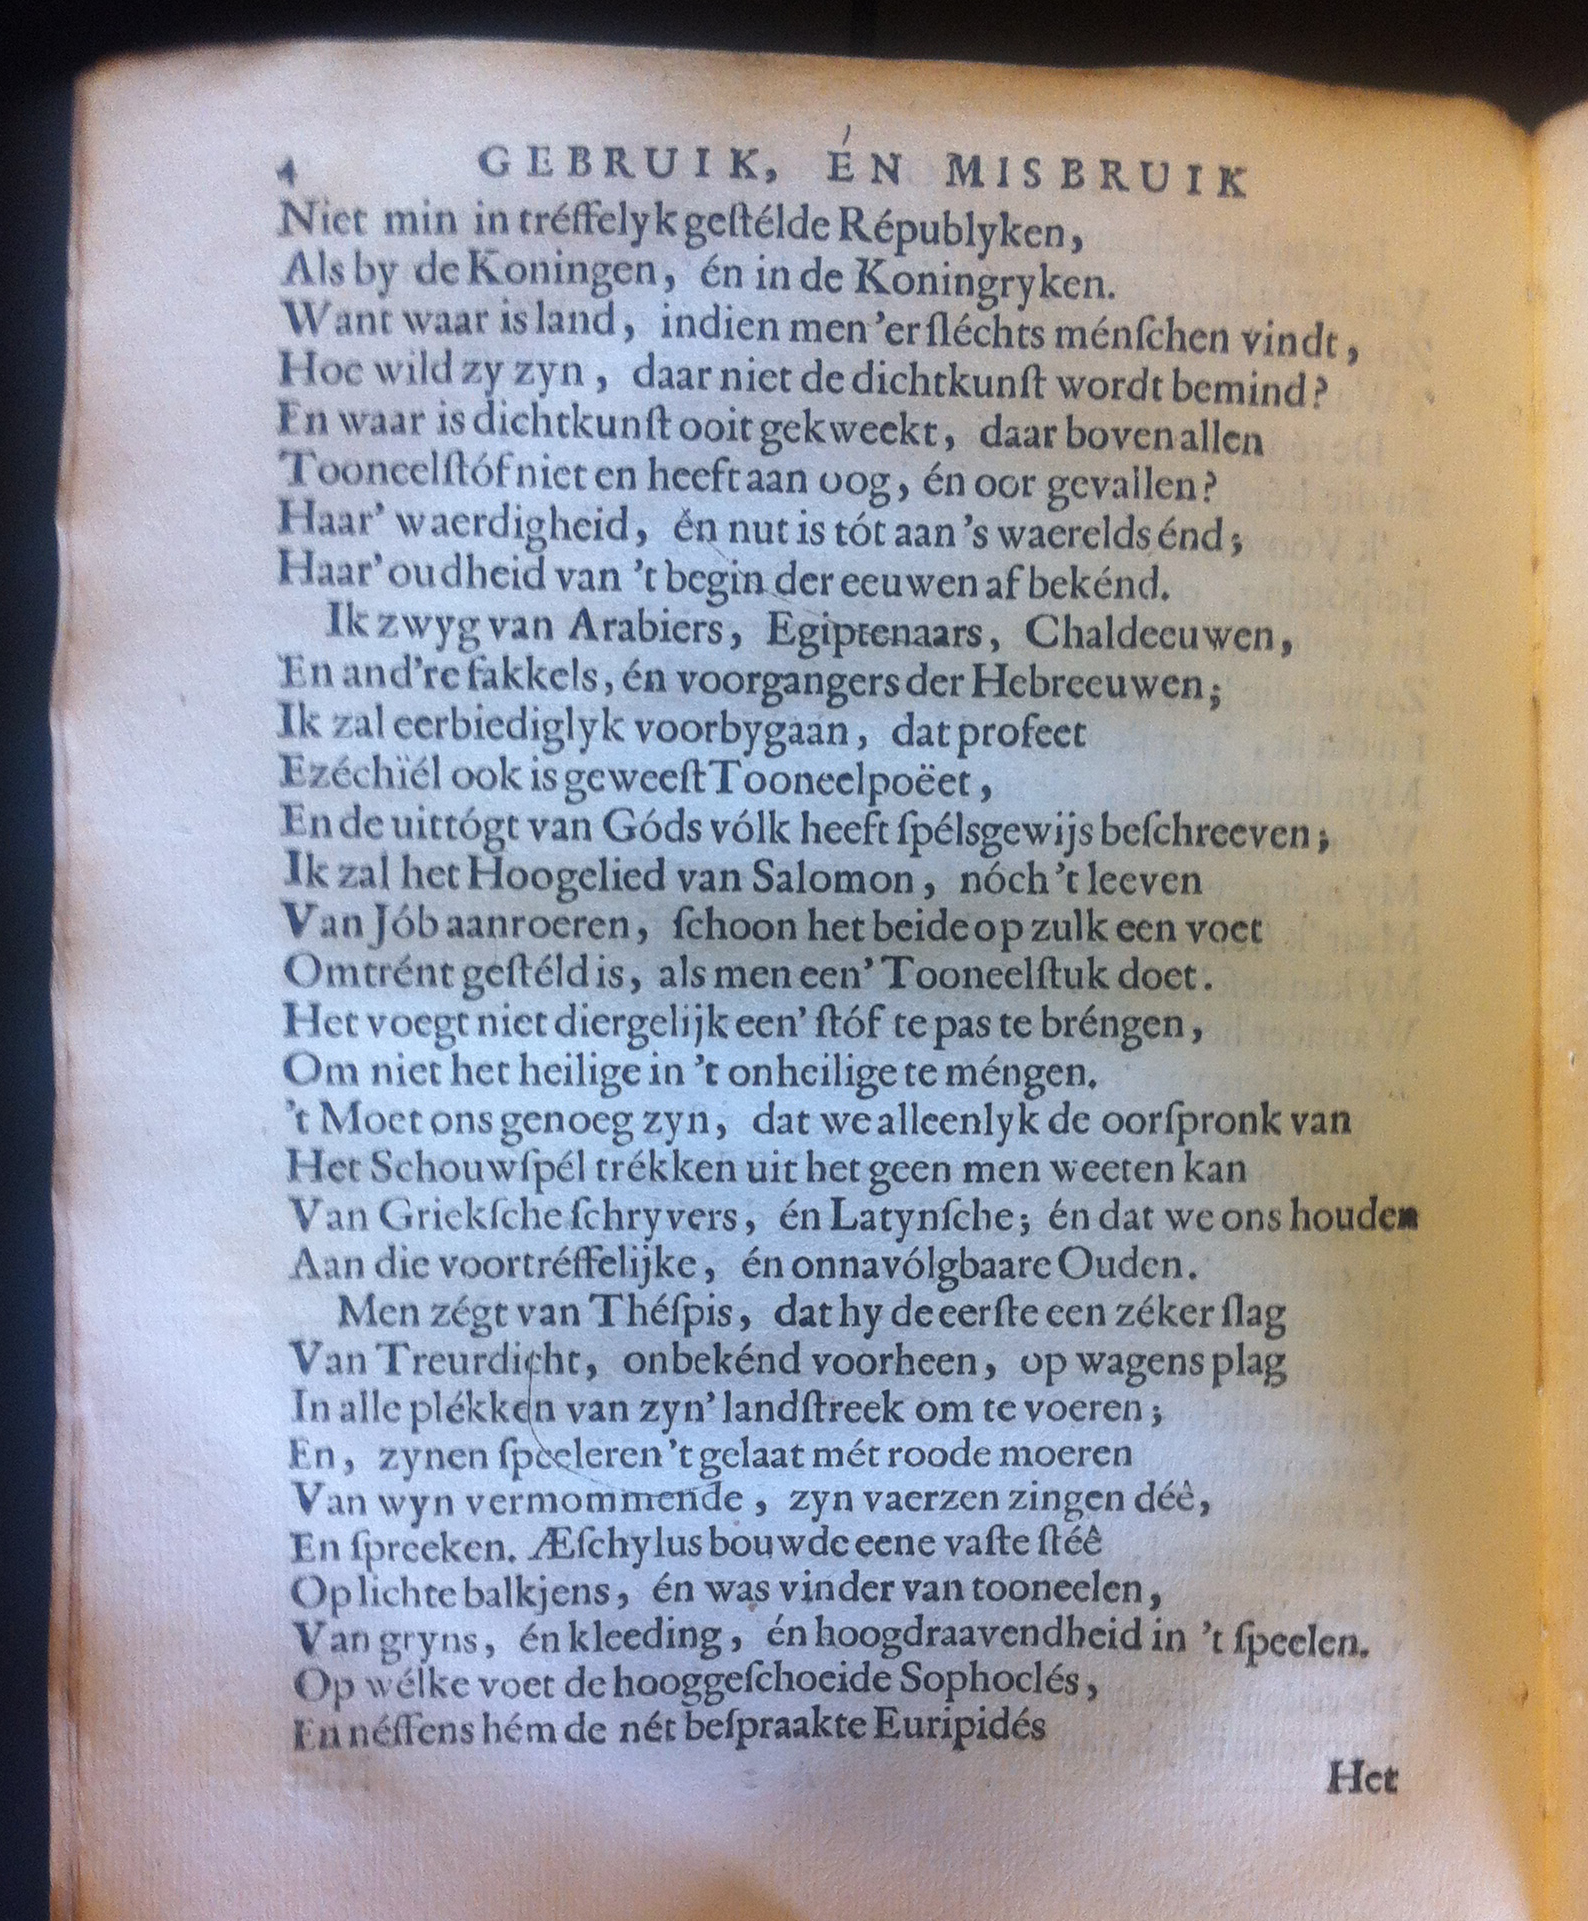 4 GEBRUIK, ÉN MISBRUIK
Niet min in tréffelyk geſtélde Républyken,
Als by de Koningen, én in de Koningryken.
Want waar is land, indien men 'er ſléchts ménſchen vindt,
Hoe wild zy zyn, daar niet de dichtkunſt wordt bemind?
En waar is dichtkunſt ooit gekweekt, daar boven allen
Tooneelſtóf niet en heeft aan oog, én oor gevallen?
Haar' waerdigheid, én nut is tót aan 's waerelds énd;
Haar' oudheid van 't begin der eeuwen af bekénd.
Ik zwyg van Arabiers, Egiptenaars, Chaldeeuwen,
En and're fakkels, én voorgangers der Hebreeuwen;
Ik zal eerbiediglyk voorbygaan, dat profeet
Ezéchïél ook is geweeſt Tooneelpoëet,
En de uittógt van Góds vólk heeft ſpélsgewijs beſchreeven;
Ik zal het Hoogelied van Salomon, nóch 't leeven
Van Jób aanroeren, ſchoon het beide op zulk een voet
Omtrént geſtéld is, als men een' Tooneelſtuk doet.
Het voegt niet diergelijk een' ſtóf te pas te bréngen,
Om niet het heilige in 't onheilige te méngen.
't Moet ons genoeg zyn, dat we alleenlyk de oorſpronk van
Het Schouwſpél trékken uit het geen men weeten kan
Van Griekſche ſchryvers, én Latynſche; én dat we ons houden
Aan die voortréffelijke, én onnavólgbaare Ouden.
Men zégt van Théſpis, dat hy de eerſte een zéker ſlag
Van Treurdicht, onbekénd voorheen, op wagens plag
In alle plékken van zyn' landſtreek om te voeren;
En, zynen ſpeeleren 't gelaat mét roode moeren
Van wyn vermommende, zyn vaerzen zingen déê,
En ſpreeken. Æſchylus bouwde eene vaſte ſtéê
Op lichte balkjens, én was vinder van tooneelen,
Van gryns, én kleeding, én hoogdraavendheid in 't ſpeelen.
Op wélke voet de hooggeſchoeide Sophoclés,
En néffens hém de nét beſpraakte Euripidés
Het